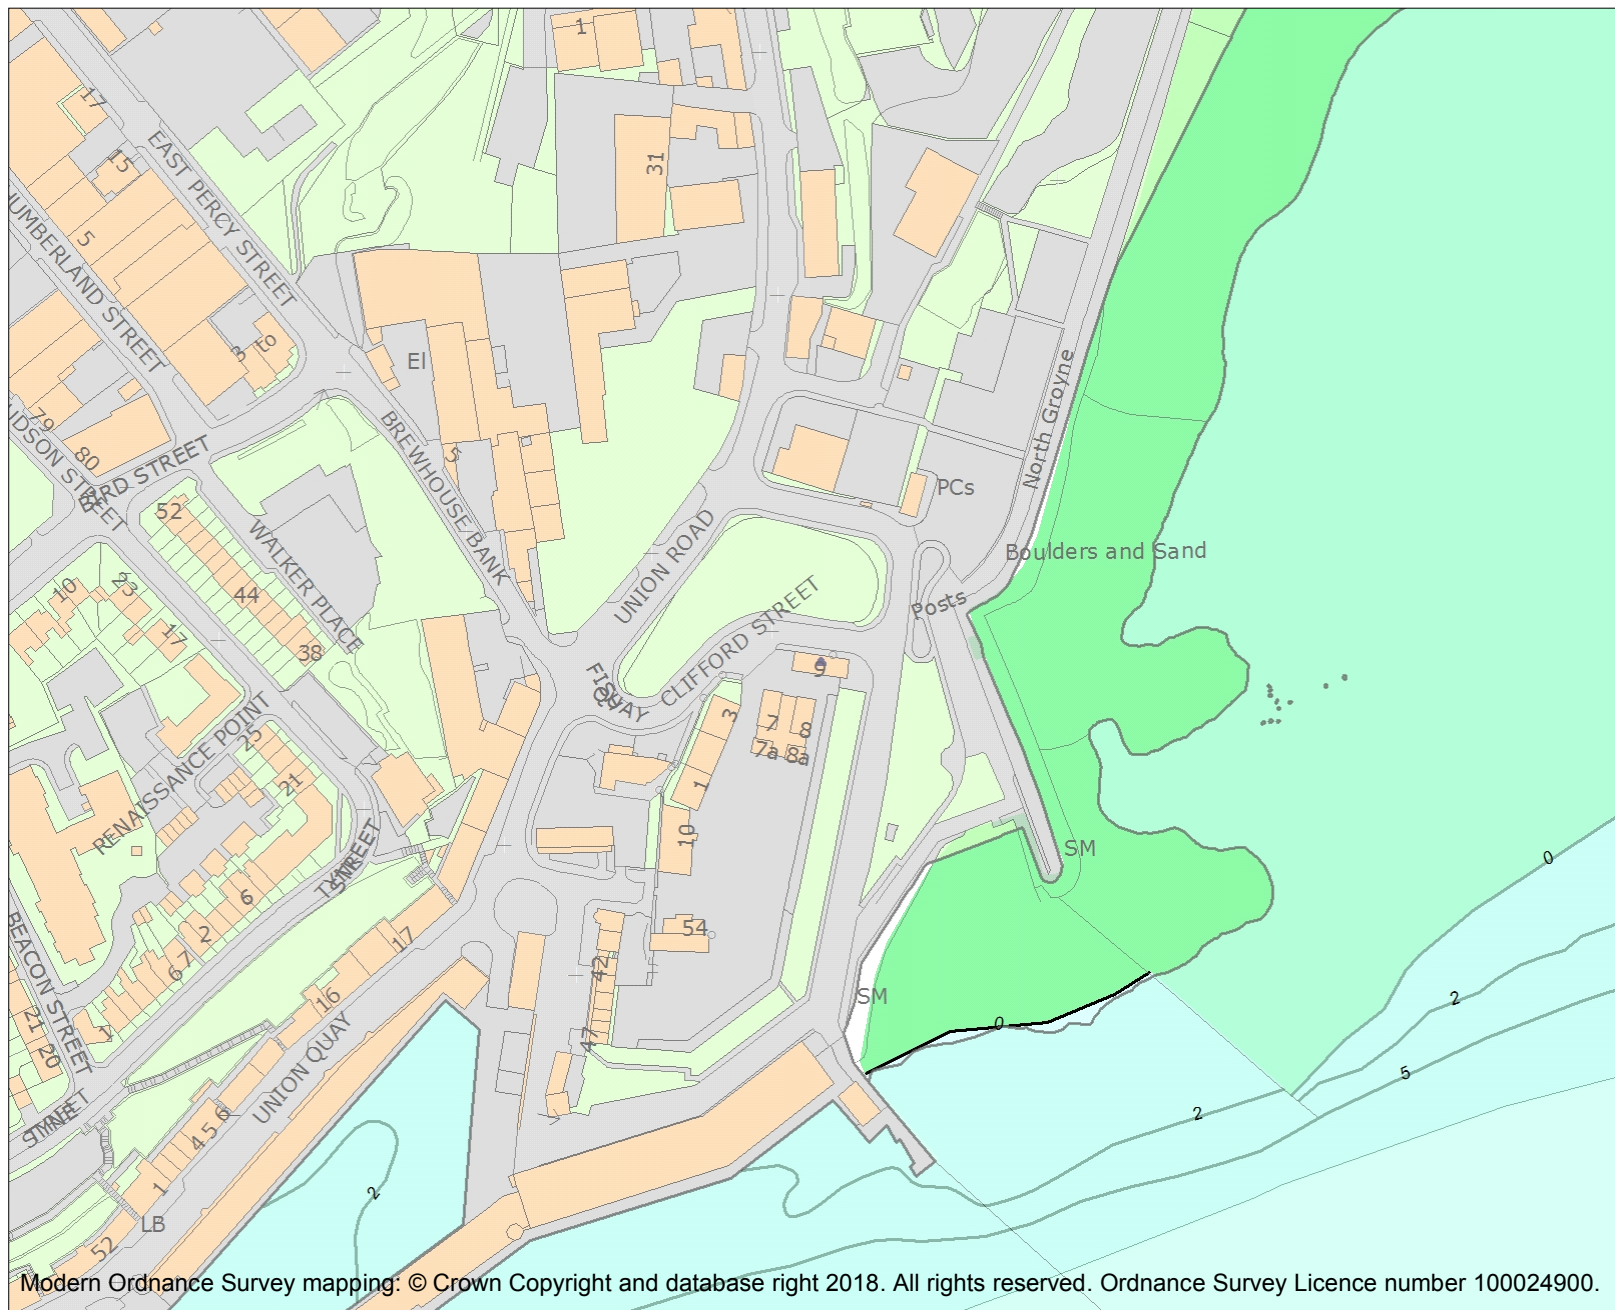 1
17
EAST PERCY STREET
15
31
5
UMBERLAND STREET
3 to
El
North Groyne
79
UDSON STREET
80
BIRD STREET
BREWHOUSE BANK
5
PCs
52
WALKER PLACE
UNION ROAD
Boulders and Sand
10
23
44
CLIFFORD STREET
Posts
17
38
9
FISH QUAY
RENAISSANCE POINT
25
3
7
8
7a
8a
21
1
10
SM
0
TYNE STREET
6
2
54
17
67
42
BEACON STREET
16
SM
2
21
1
0
20
47
5
UNION QUAY
TYNE STREET
4 5 6
2
1
2
LB
52
Modern Ordnance Survey mapping: © Crown Copyright and database right 2018. All rights reserved. Ordnance Survey Licence number 100024900.